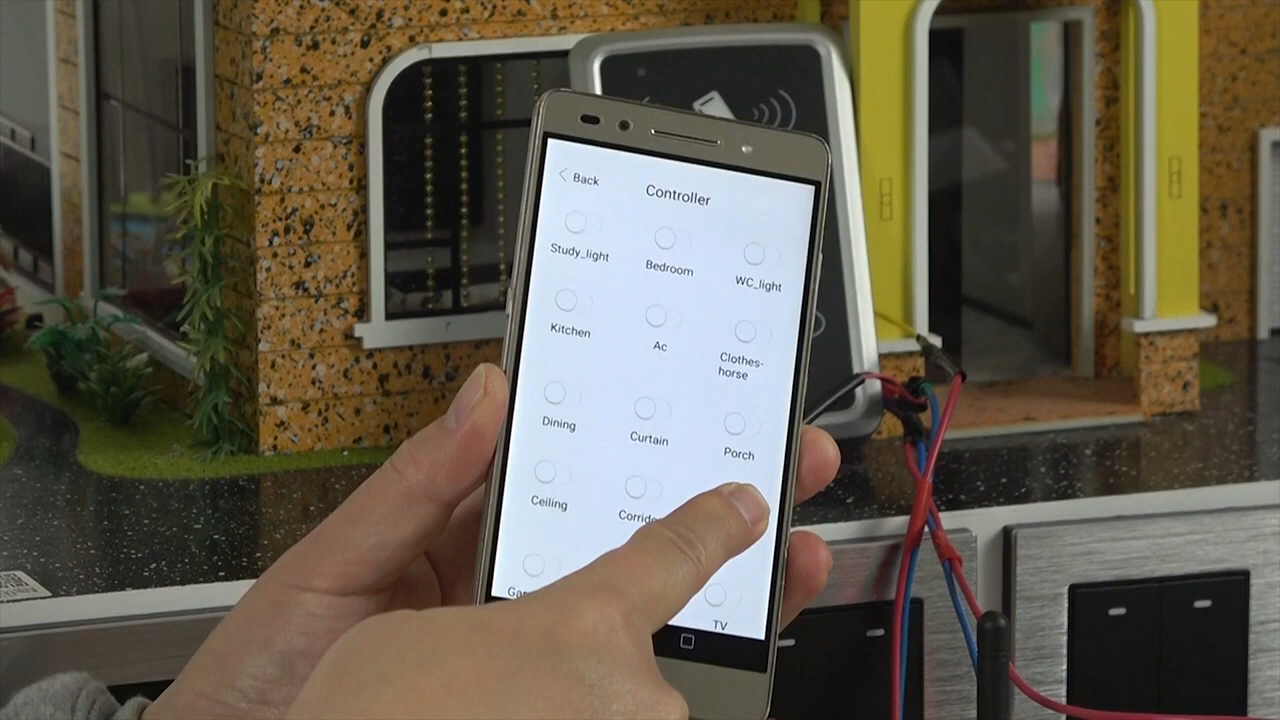 Back
Controller
Study_light
Bedroom
WC_light
Kitchen
Ac
Clothes-
horse
Dining
Curtain
Porch
Ceiling
TV